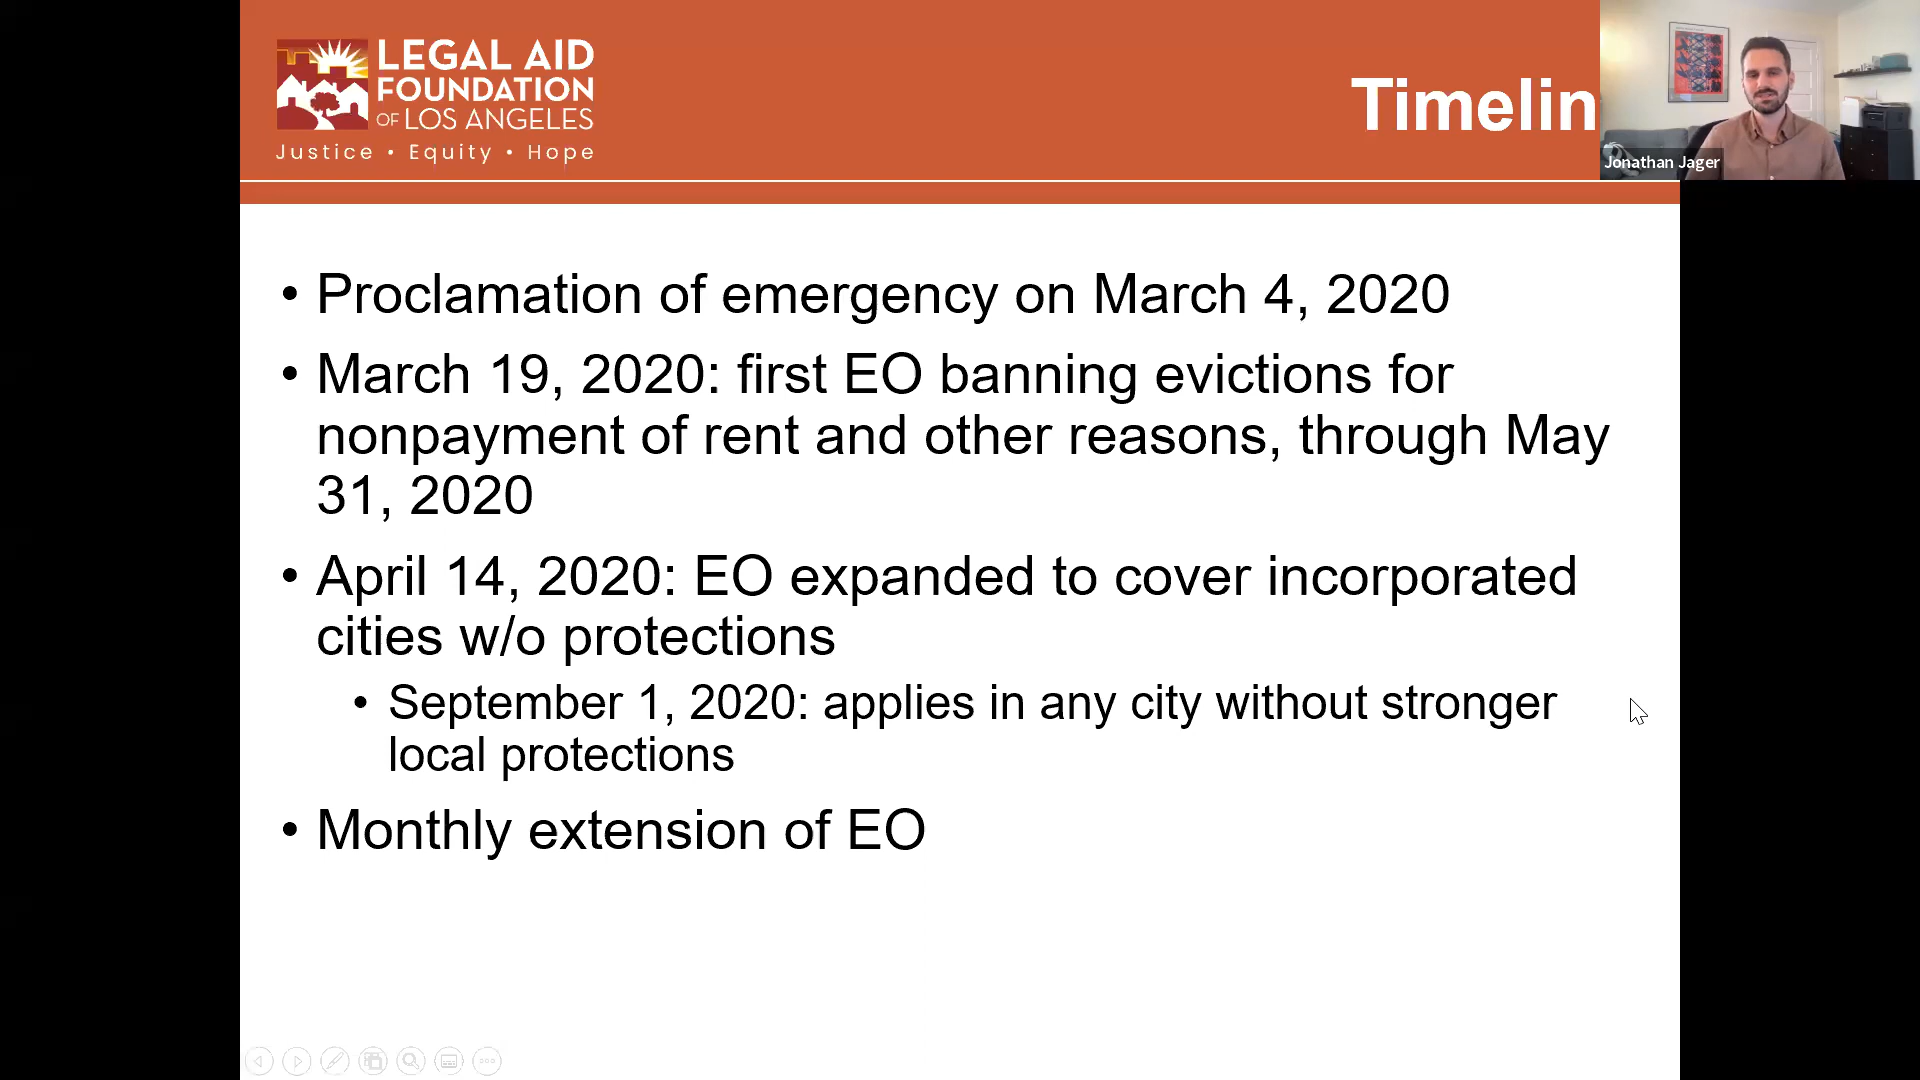 LEGAL AID
FOUNDATION
OF LOS ANGELES
Justice • Equity • Hope
Timelin
Jonathan Jager
• Proclamation of emergency on March 4, 2020
• March 19, 2020: first EO banning evictions for
nonpayment of rent and other reasons, through May
31, 2020
• April 14, 2020: EO expanded to cover incorporated
cities w/o protections
• September 1, 2020: applies in any city without stronger
local protections
• Monthly extension of EO